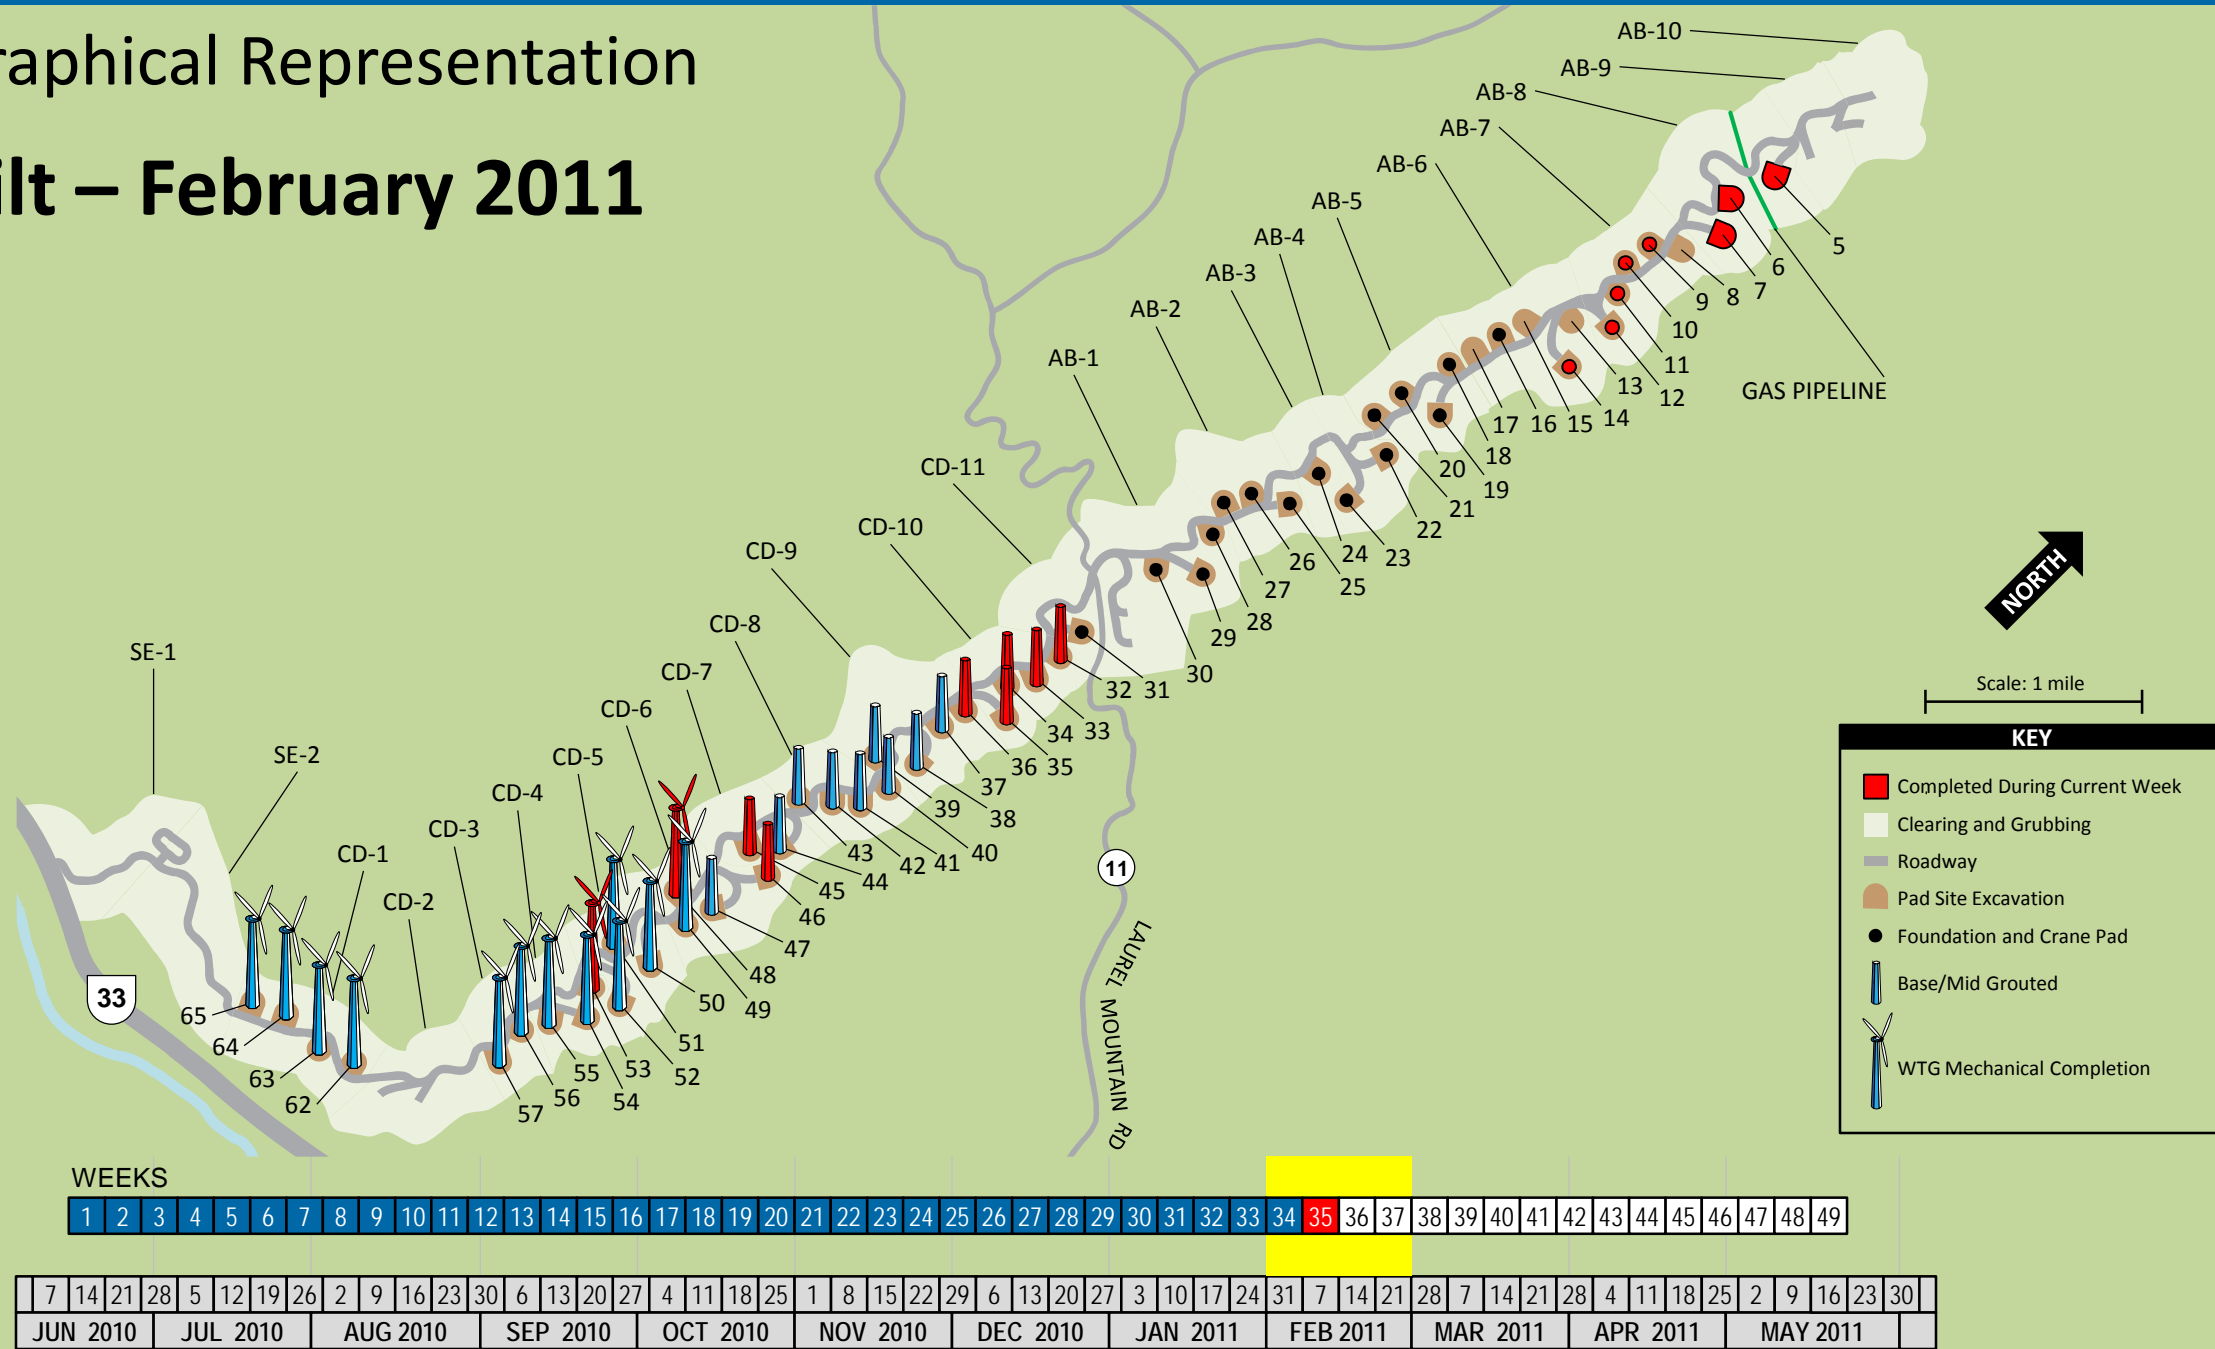 raphical Representation
ilt – February 2011
AB-10
AB-9
AB-8
AB-7
AB-6
AB-5
AB-4
AB-3
AB-2
AB-1
CD-11
CD-10
CD-9
CD-8
CD-7
CD-6
CD-5
CD-4
CD-3
CD-2
CD-1
SE-2
SE-1
5
6
7
8
9
10
11
12
13
14
15
16
17
18
19
20
21
22
23
24
25
26
27
28
29
30
31
32
33
34
35
36
37
38
39
40
41
42
43
44
45
46
47
48
49
50
51
52
53
54
55
56
57
62
63
64
65
GAS PIPELINE
NORTH
Scale: 1 mile
33
11
LAUREL MOUNTAIN RD
KEY
Completed During Current Week
Clearing and Grubbing
Roadway
Pad Site Excavation
Foundation and Crane Pad
Base/Mid Grouted
WTG Mechanical Completion
WEEKS
1 2 3 4 5 6 7 8 9 10 11 12 13 14 15 16 17 18 19 20 21 22 23 24 25 26 27 28 29 30 31 32 33 34 35 36 37 38 39 40 41 42 43 44 45 46 47 48 49
7 14 21 28 5 12 19 26 2 9 16 23 30 6 13 20 27 4 11 18 25 1 8 15 22 29 6 13 20 27 3 10 17 24 31 7 14 21 28 7 14 21 28 4 11 18 25 2 9 16 23 30
JUN 2010 JUL 2010 AUG 2010 SEP 2010 OCT 2010 NOV 2010 DEC 2010 JAN 2011 FEB 2011 MAR 2011 APR 2011 MAY 2011